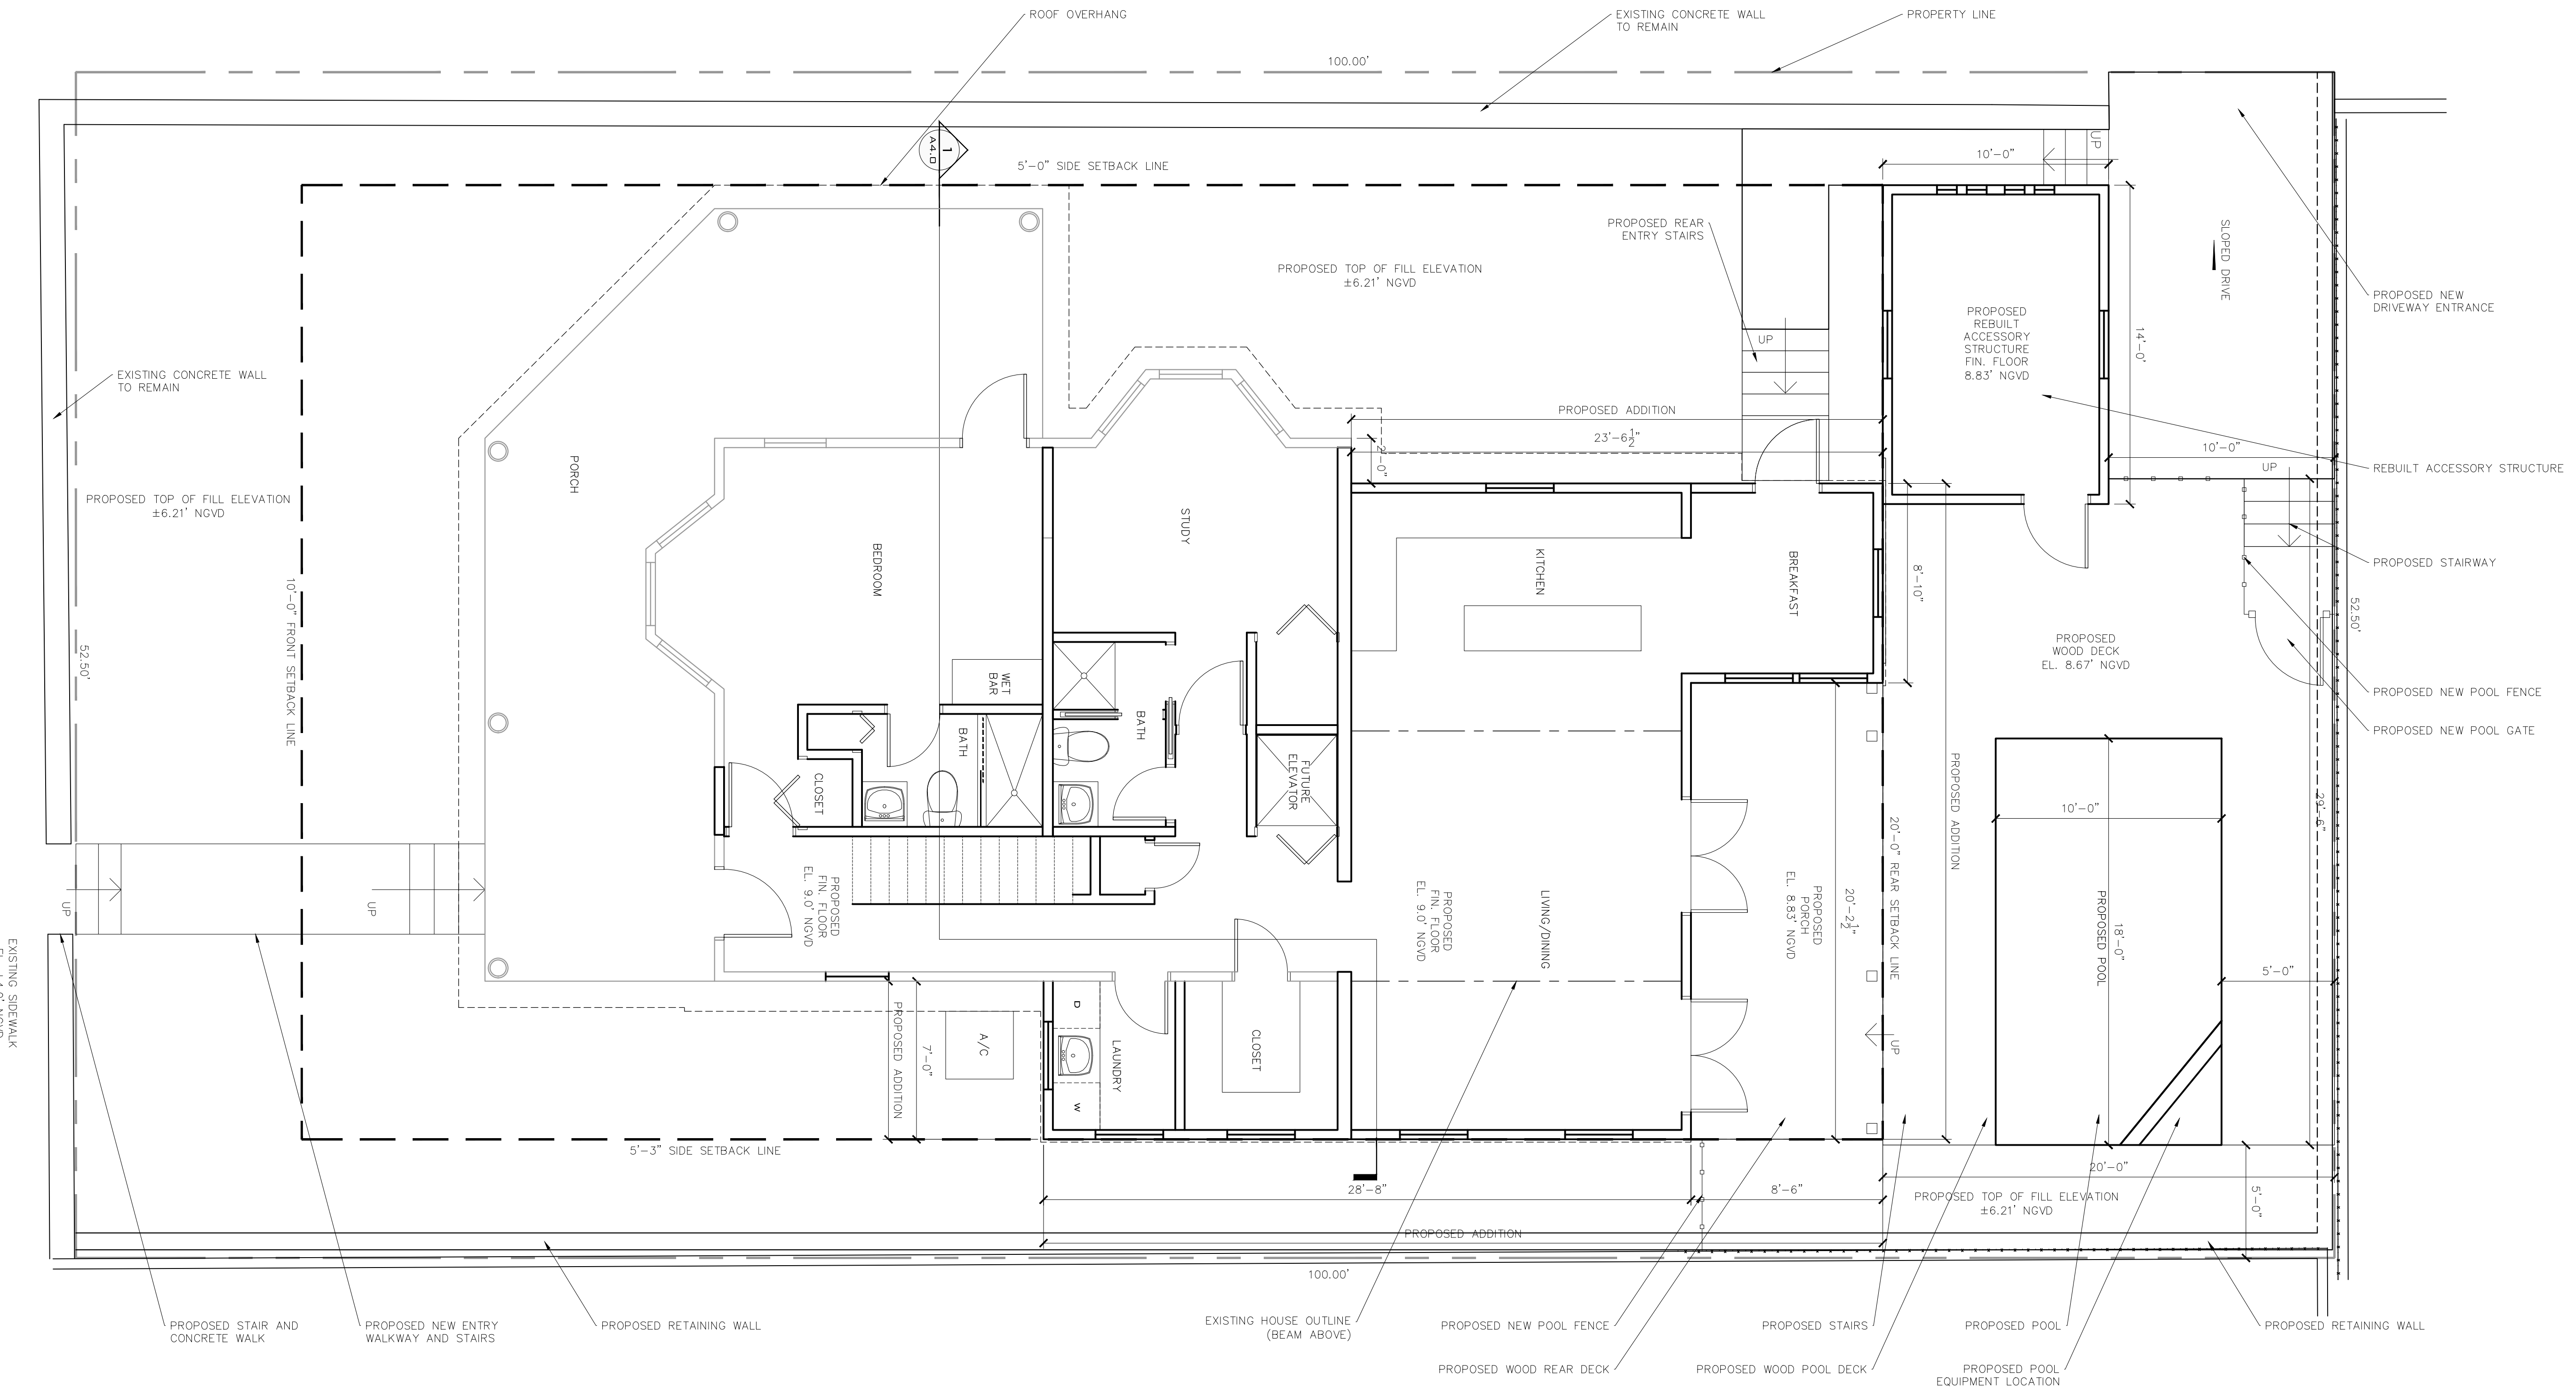 ROOF OVERHANG
EXISTING CONCRETE WALL
TO REMAIN
PROPERTY LINE
100.00'
1
A4.0
5'-0" SIDE SETBACK LINE
UP
10'-0"
PROPOSED REAR
ENTRY STAIRS
SLOPED DRIVE
PROPOSED TOP OF FILL ELEVATION
±6.21' NGVD
PROPOSED NEW
DRIVEWAY ENTRANCE
PROPOSED
REBUILT
ACCESSORY
STRUCTURE
FIN. FLOOR
8.83' NGVD
14'-0"
UP
EXISTING CONCRETE WALL
TO REMAIN
PROPOSED ADDITION
23'-6½"
2'-0"
10'-0"
UP
REBUILT ACCESSORY STRUCTURE
PORCH
PROPOSED TOP OF FILL ELEVATION
±6.21' NGVD
STUDY
BEDROOM
KITCHEN
BREAKFAST
8'-10"
PROPOSED STAIRWAY
10'-0" FRONT SETBACK LINE
52.50'
52.50'
PROPOSED
WOOD DECK
EL. 8.67' NGVD
WET
BAR
PROPOSED NEW POOL FENCE
PROPOSED NEW POOL GATE
BATH
BATH
CLOSET
FUTURE
ELEVATOR
PROPOSED ADDITION
10'-0"
29'-6"
20'-0" REAR SETBACK LINE
UP
UP
PROPOSED
FIN. FLOOR
EL. 9.0' NGVD
PROPOSED
FIN. FLOOR
EL. 9.0' NGVD
LIVING/DINING
PROPOSED
PORCH
EL. 8.83' NGVD
20'-2½"
PROPOSED POOL
18'-0"
5'-0"
EXISTING SIDEWALK
PROPOSED ADDITION
7'-0"
A/C
D
W
LAUNDRY
CLOSET
UP
5'-3" SIDE SETBACK LINE
28'-8"
8'-6"
20'-0"
PROPOSED TOP OF FILL ELEVATION
±6.21' NGVD
5'-0"
PROPOSED ADDITION
100.00'
PROPOSED STAIR AND
CONCRETE WALK
PROPOSED NEW ENTRY
WALKWAY AND STAIRS
PROPOSED RETAINING WALL
EXISTING HOUSE OUTLINE
(BEAM ABOVE)
PROPOSED NEW POOL FENCE
PROPOSED STAIRS
PROPOSED POOL
PROPOSED RETAINING WALL
PROPOSED WOOD REAR DECK
PROPOSED WOOD POOL DECK
PROPOSED POOL
EQUIPMENT LOCATION